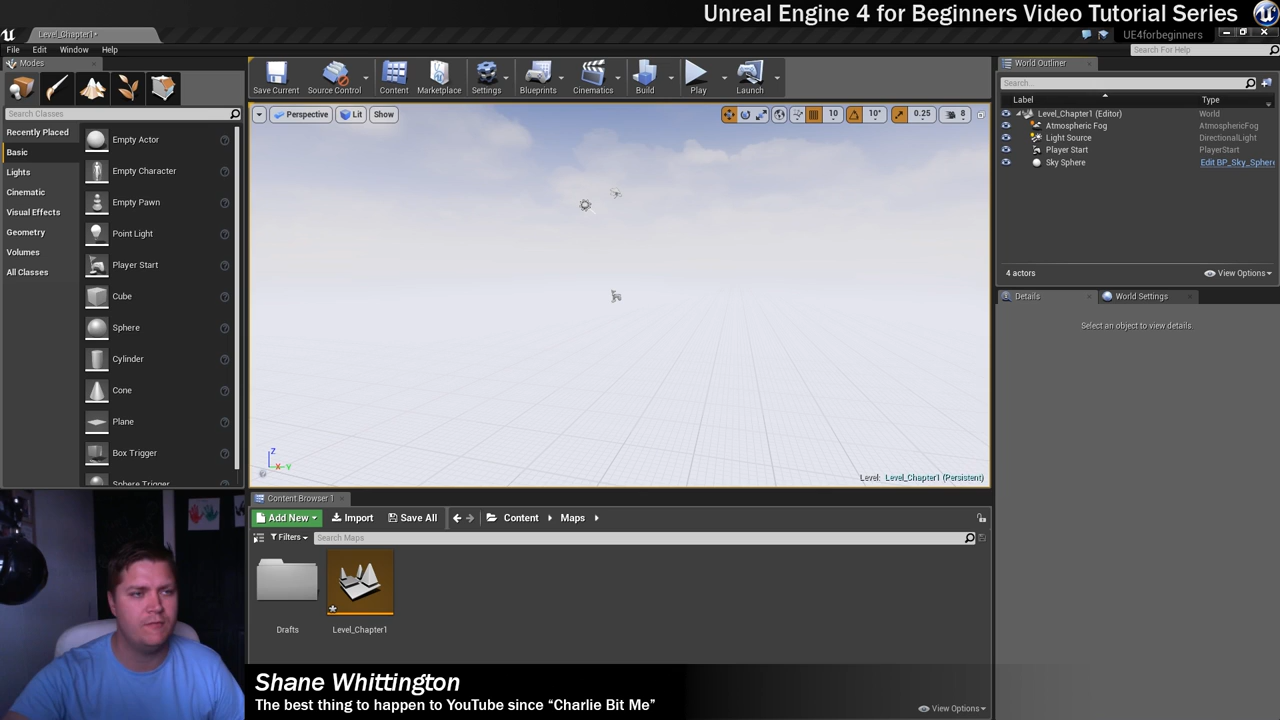 Unreal Engine 4 for Beginners Video Tutorial Series
Level_Chapter1*
UE4forbeginners
File Edit Window Help
Search For Help
Modes
Search Classes
Recently Placed
Basic
Lights
Cinematic
Visual Effects
Geometry
Volumes
All Classes
Empty Actor
Empty Character
Empty Pawn
Point Light
Player Start
Cube
Sphere
Cylinder
Cone
Plane
Box Trigger
Sphere Trigger
Save Current Source Control Content Marketplace Settings Blueprints Cinematics Build Play Launch
Perspective Lit Show 10 10° 0.25 8
Z
X Y
Level: Level_Chapter1 (Persistent)
World Outliner
Search...
Label Type
Level_Chapter1 (Editor) World
Atmospheric Fog AtmosphericFog
Light Source DirectionalLight
Player Start PlayerStart
Sky Sphere Edit BP_Sky_Sphere
4 actors View Options
Details World Settings
Select an object to view details.
Content Browser 1
Add New Import Save All Content Maps
Filters Search Maps
Drafts Level_Chapter1
Shane Whittington
The best thing to happen to YouTube since “Charlie Bit Me”
View Options